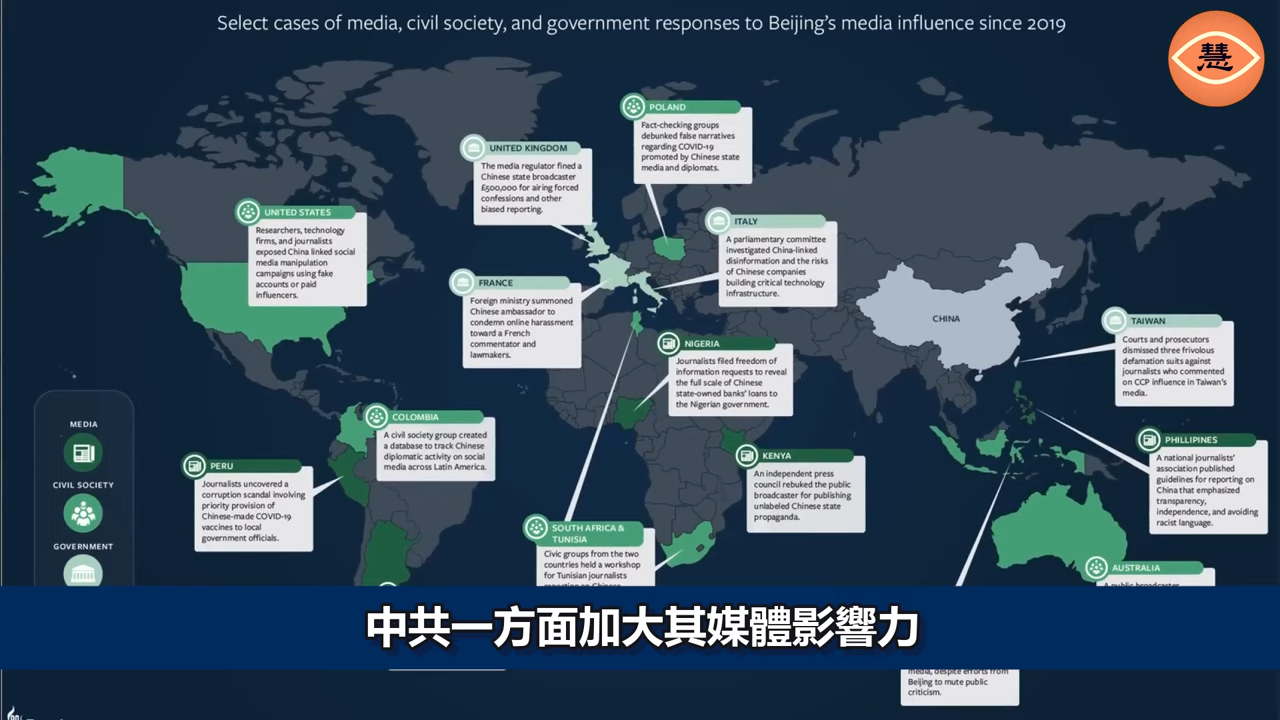 Select cases of media, civil society, and government responses to Beijing's media influence since 2019
慧
POLAND
Fact-checking groups
debunked false narratives
regarding COVID-19
promoted by Chinese state
media and diplomats.
UNITED KINGDOM
The media regulator fined a
Chinese state broadcaster
£500,000 for airing forced
confessions and other
biased reporting.
UNITED STATES
Researchers, technology
firms, and journalists
exposed China linked social
media manipulation
campaigns using fake
accounts or paid
influencers.
ITALY
A parliamentary committee
investigated China-linked
disinformation and the risks
of Chinese companies
building critical technology
infrastructure.
FRANCE
Foreign ministry summoned
Chinese ambassador to
condemn online harassment
toward a French
commentator and
lawmakers.
CHINA
TAIWAN
Courts and prosecutors
dismissed three frivolous
defamation suits against
journalists who commented
on CCP influence in Taiwan's
media.
NIGERIA
Journalists filed freedom of
information requests to reveal
the full scale of Chinese
state-owned banks' loans to
the Nigerian government.
COLOMBIA
A civil society group created
a database to track Chinese
diplomatic activity on social
media across Latin America.
PERU
Journalists uncovered a
corruption scandal involving
priority provision of
Chinese-made COVID-19
vaccines to local
government officials.
KENYA
An independent press
council rebuked the public
broadcaster for publishing
unlabeled Chinese state
propaganda.
PHILLIPINES
A national journalists'
association published
guidelines for reporting on
China that emphasized
transparency,
independence, and avoiding
racist language.
MEDIA
CIVIL SOCIETY
GOVERNMENT
SOUTH AFRICA &
TUNISIA
Civic groups from the two
countries held a workshop
for Tunisian journalists
reporting on Chinese
AUSTRALIA
A public broadcaster
中共一方面加大其媒體影響力
media, despite efforts from
Beijing to mute public
criticism.